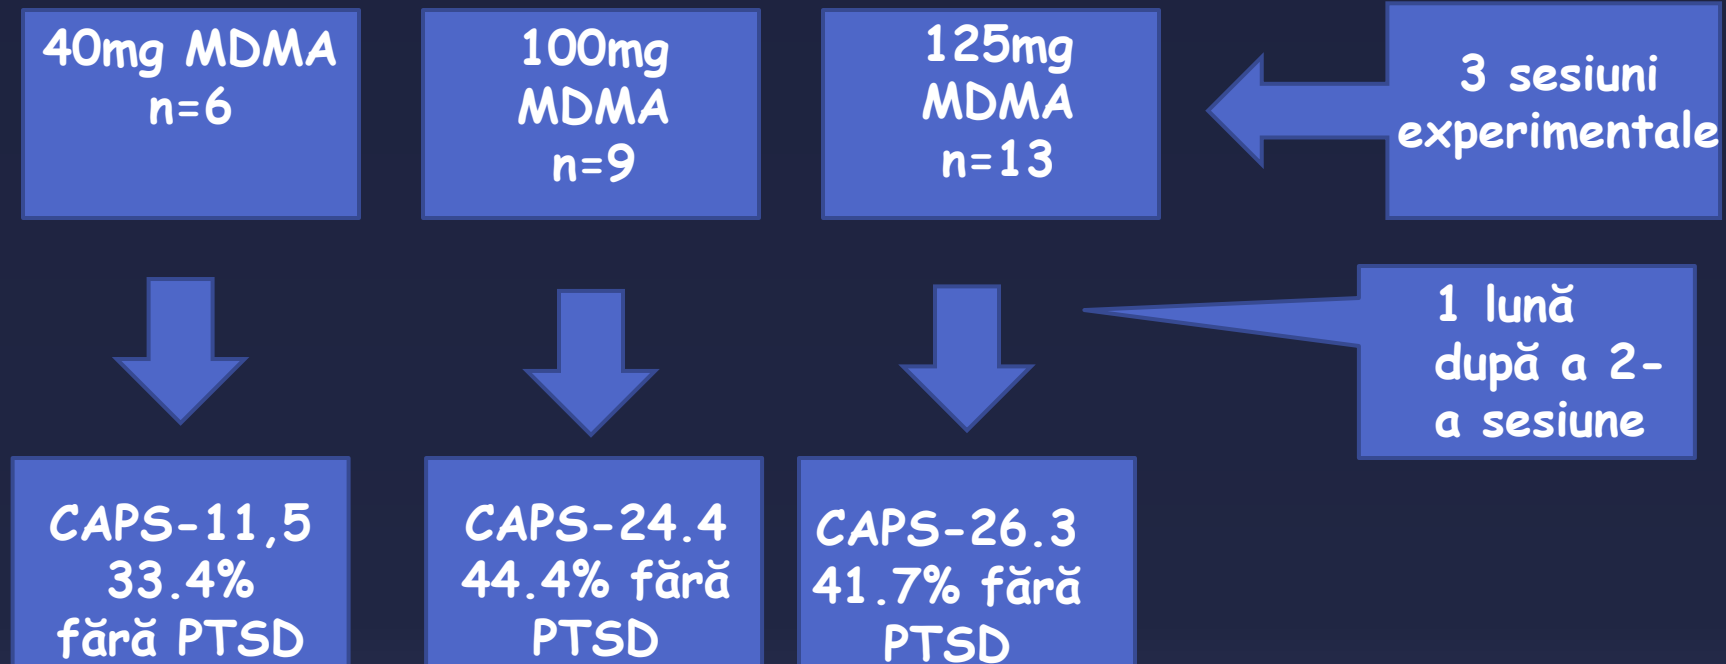 40mg MDMA
n=6
100mg
MDMA
n=9
125mg
MDMA
n=13
3 sesiuni
experimentale
1 lună
după a 2-
a sesiune
CAPS-11,5
33.4%
fără PTSD
CAPS-24.4
44.4% fără
PTSD
CAPS-26.3
41.7% fără
PTSD